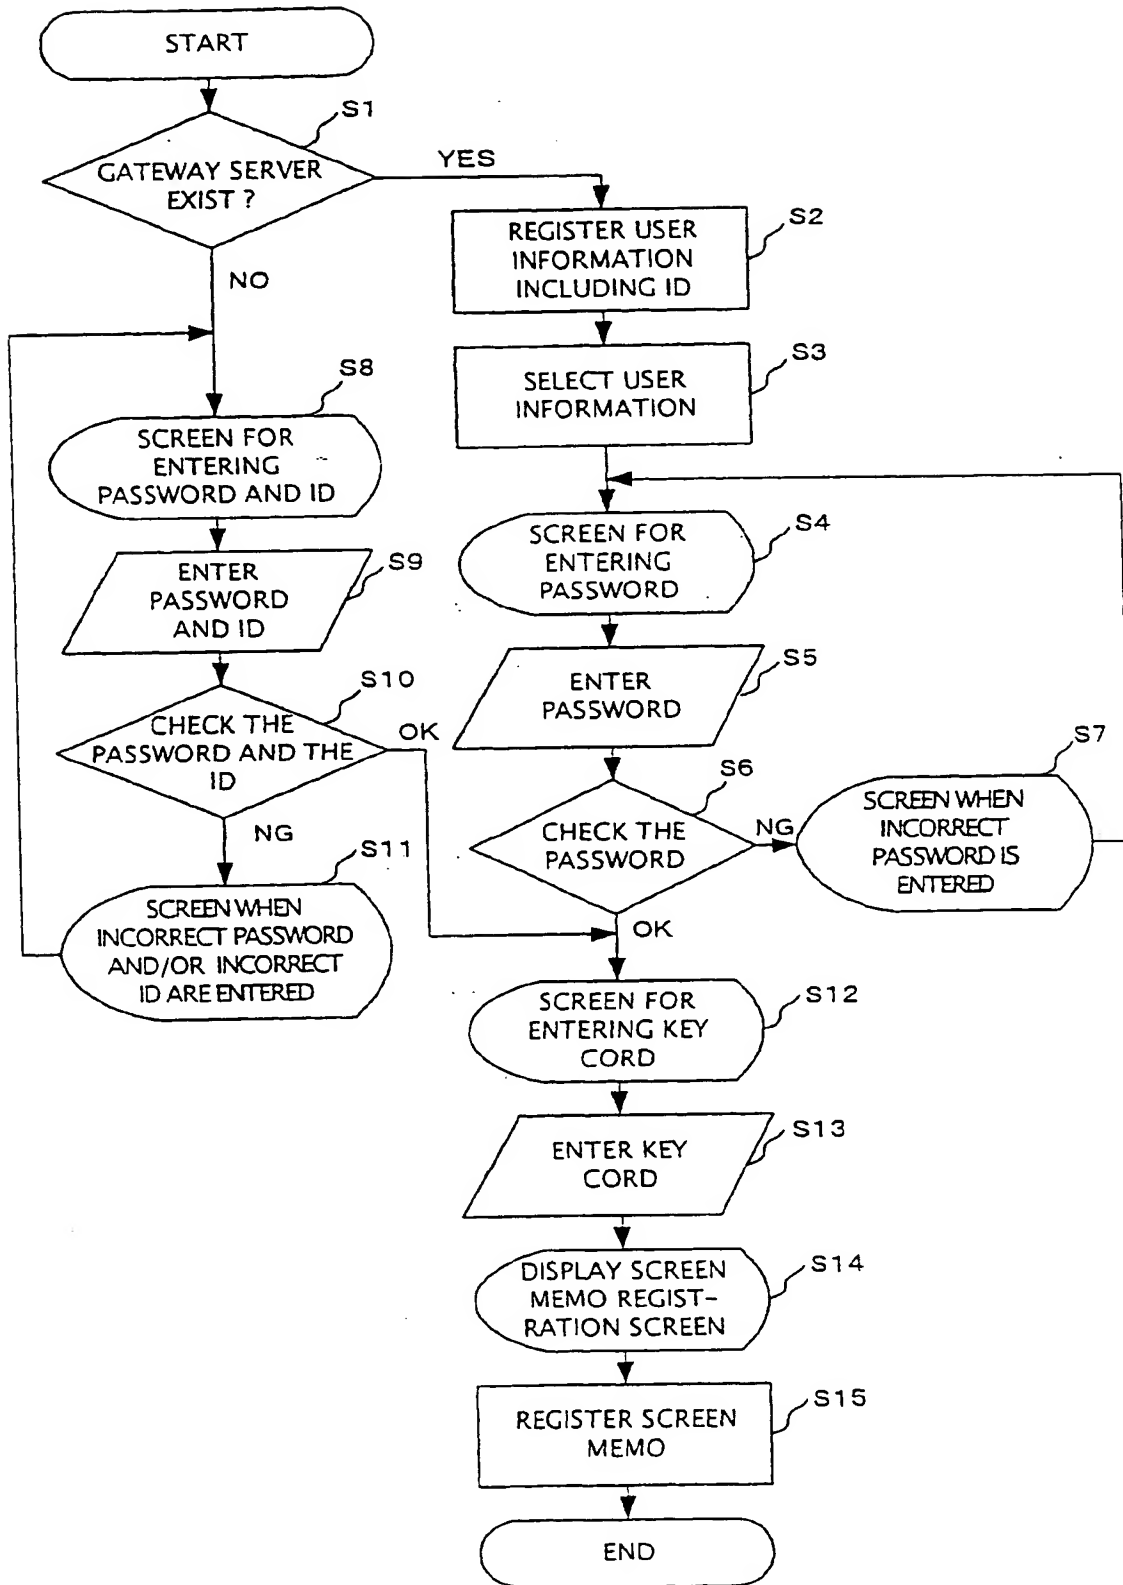 START
S1
GATEWAY SERVER
EXIST ?
YES
NO
S2
REGISTER USER
INFORMATION
INCLUDING ID
S3
SELECT USER
INFORMATION
S8
SCREEN FOR
ENTERING
PASSWORD AND ID
S4
SCREEN FOR
ENTERING
PASSWORD
S9
ENTER
PASSWORD
AND ID
S5
ENTER
PASSWORD
S10
CHECK THE
PASSWORD AND THE
ID
OK
NG
S6
CHECK THE
PASSWORD
NG
OK
S7
SCREEN WHEN
INCORRECT
PASSWORD IS
ENTERED
S11
SCREEN WHEN
INCORRECT PASSWORD
AND/OR INCORRECT
ID ARE ENTERED
S12
SCREEN FOR
ENTERING KEY
CORD
S13
ENTER KEY
CORD
S14
DISPLAY SCREEN
MEMO REGIST-
RATION SCREEN
S15
REGISTER SCREEN
MEMO
END